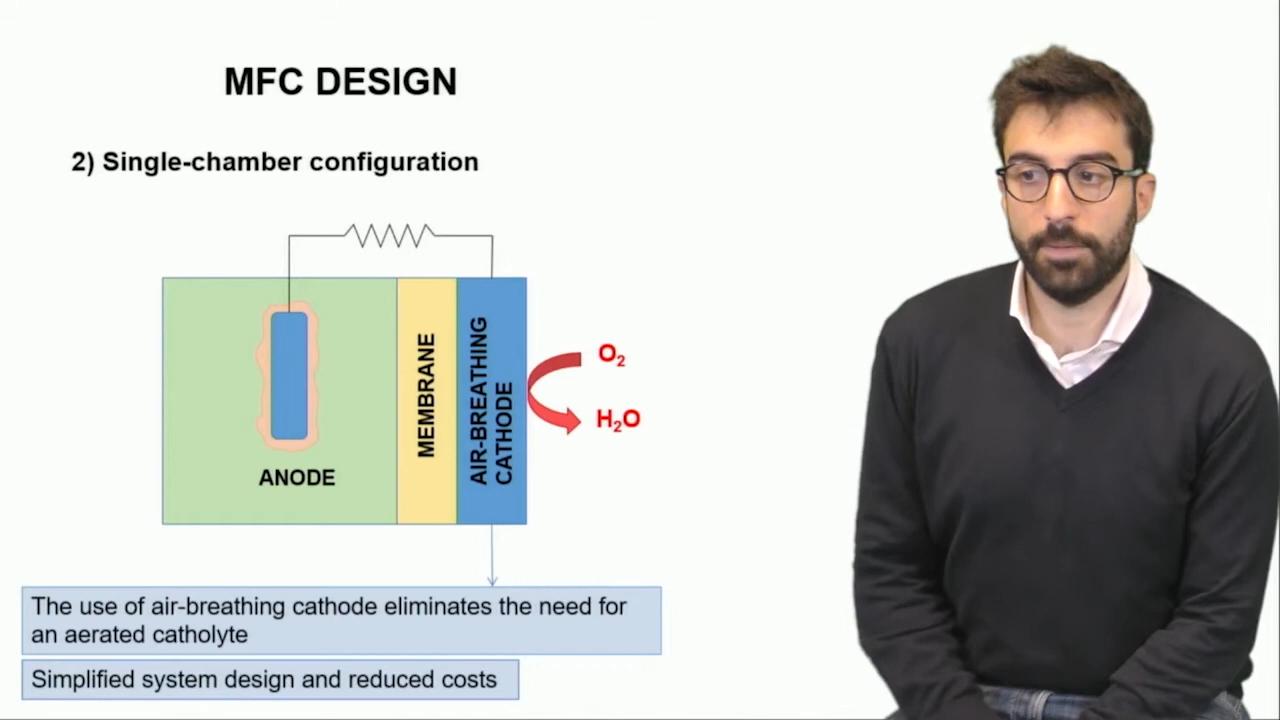 MFC DESIGN
2) Single-chamber configuration
ANODE
MEMBRANE
AIR-BREATHING
CATHODE
O₂
H₂O
The use of air-breathing cathode eliminates the need for
an aerated catholyte
Simplified system design and reduced costs